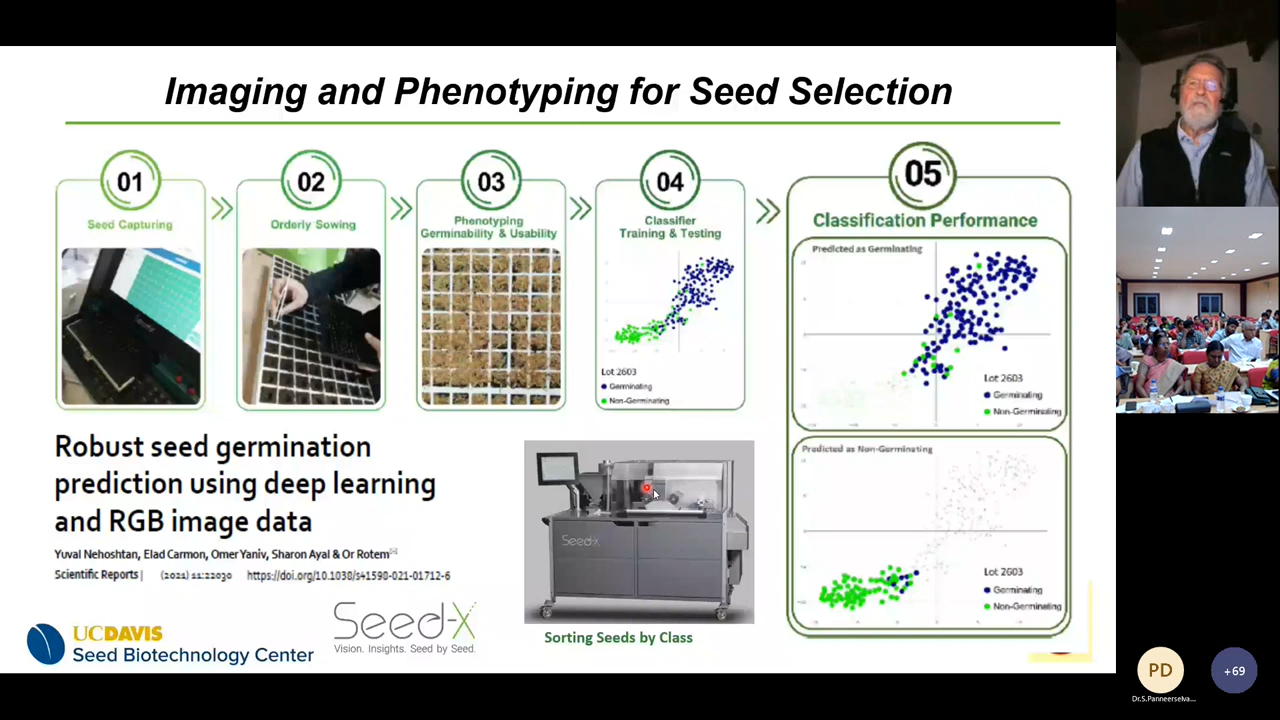 Imaging and Phenotyping for Seed Selection
01
Seed Capturing
02
Orderly Sowing
03
Phenotyping
Germinability & Usability
04
Classifier
Training & Testing
Lot 2603
Germinating
Non-Germinating
05
Classification Performance
Predicted as Germinating
Lot 2603
Germinating
Non-Germinating
Predicted as Non-Germinating
Lot 2603
Germinating
Non-Germinating
Robust seed germination
prediction using deep learning
and RGB image data
Yuval Nehoshtan, Elad Carmon, Omer Yaniv, Sharon Ayal & Or Rotem
Scientific Reports | (2021) 11:22030 https://doi.org/10.1038/s41598-021-01712-6
Seed-X
Sorting Seeds by Class
UCDAVIS
Seed Biotechnology Center
Seed-X
Vision. Insights. Seed by Seed.
PD
Dr.S.Panneerselva...
+69